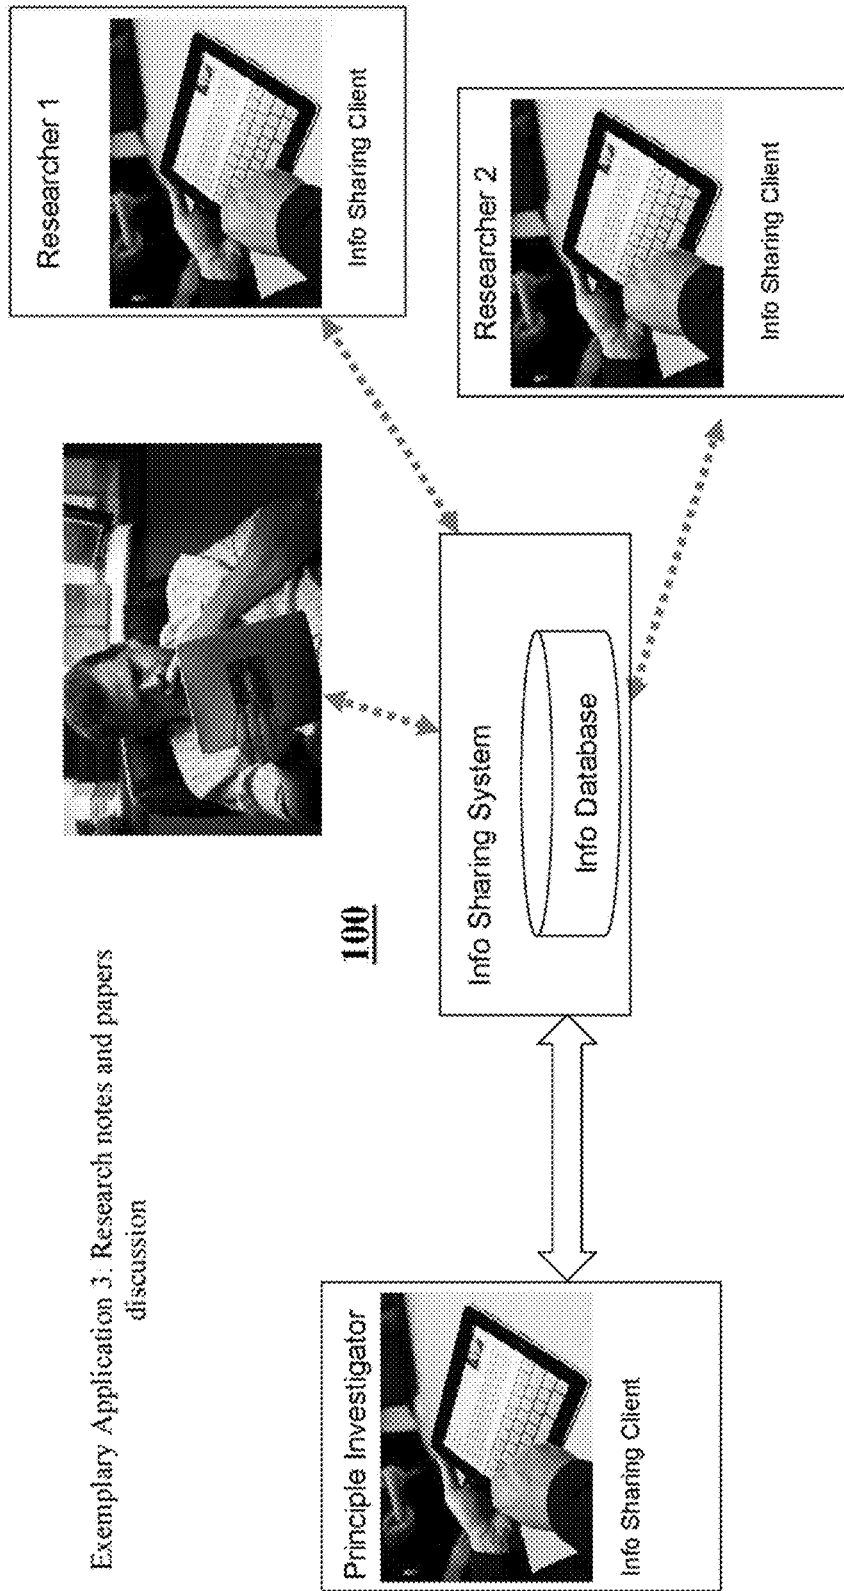 Exemplary Application 3: Research notes and papers
discussion
100
Principle Investigator
Info Sharing Client
Info Sharing System
Info Database
Researcher 1
Info Sharing Client
Researcher 2
Info Sharing Client